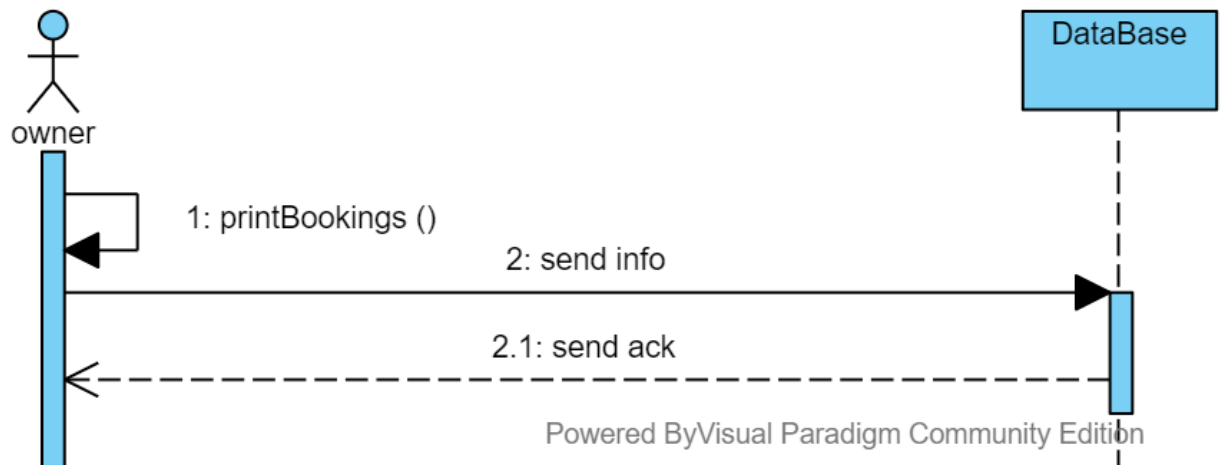 DataBase
owner
1: printBookings ()
2: send info
2.1: send ack
Powered ByVisual Paradigm Community Edition